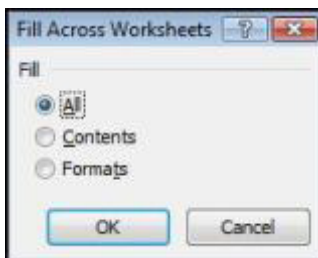 Fill Across Worksheets ?
Fill
All
Contents
Formats
OK Cancel